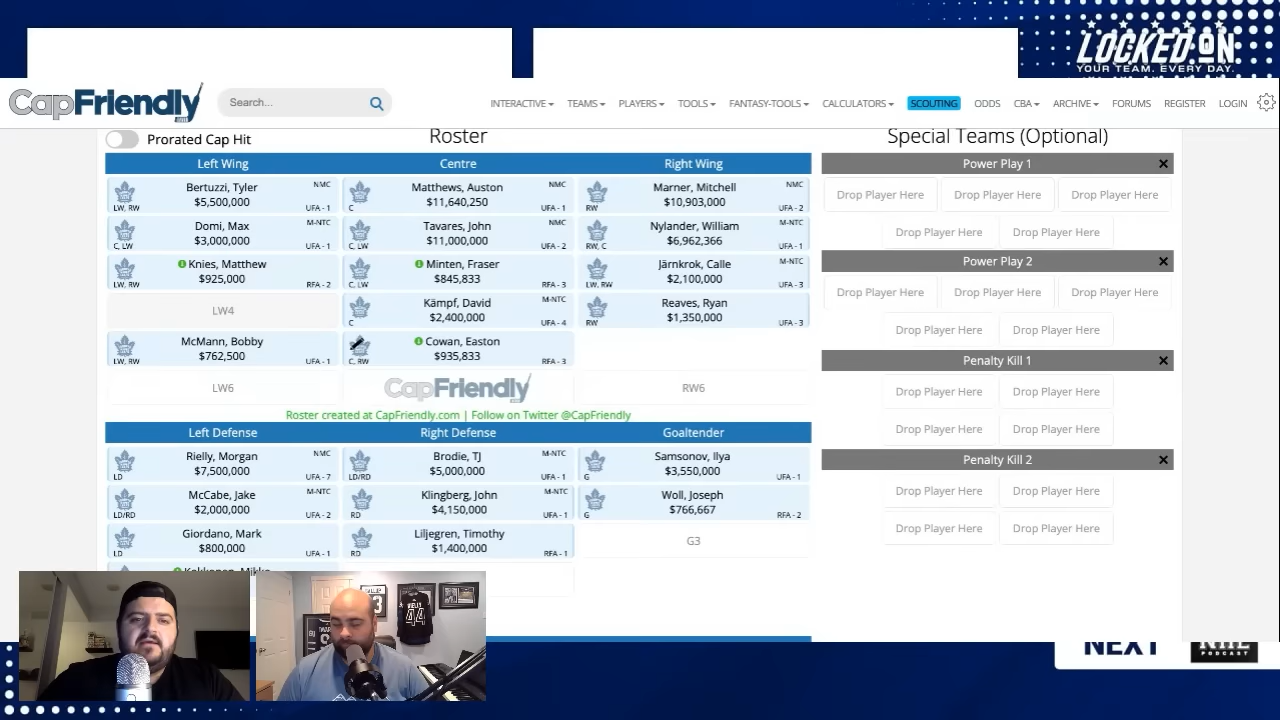 LOCKED ON
YOUR TEAM. EVERY DAY.
CapFriendly
Search...
INTERACTIVE TEAMS PLAYERS TOOLS FANTASY-TOOLS CALCULATORS SCOUTING ODDS CBA ARCHIVE FORUMS REGISTER LOGIN
Prorated Cap Hit
Roster
Special Teams (Optional)
Left Wing Centre Right Wing
Bertuzzi, Tyler NMC
$5,500,000
LW, RW UFA - 1
Matthews, Auston NMC
$11,640,250
C UFA - 1
Marner, Mitchell NMC
$10,903,000
RW UFA - 2
Domi, Max M-NTC
$3,000,000
C, LW UFA - 1
Tavares, John NMC
$11,000,000
C, LW UFA - 2
Nylander, William M-NTC
$6,962,366
RW, C UFA - 1
Knies, Matthew
$925,000
LW, RW RFA - 2
Minten, Fraser
$845,833
C, LW RFA - 3
Järnkrok, Calle M-NTC
$2,100,000
LW, RW UFA - 3
LW4
Kämpf, David M-NTC
$2,400,000
C UFA - 4
Reaves, Ryan
$1,350,000
RW UFA - 3
McMann, Bobby
$762,500
LW, RW UFA - 1
Cowan, Easton
$935,833
C, RW RFA - 3
LW6
CapFriendly
RW6
Roster created at CapFriendly.com | Follow on Twitter @CapFriendly
Left Defense Right Defense Goaltender
Rielly, Morgan NMC
$7,500,000
LD UFA - 7
Brodie, TJ M-NTC
$5,000,000
LD/RD UFA - 1
Samsonov, Ilya
$3,550,000
G UFA - 1
McCabe, Jake M-NTC
$2,000,000
LD/RD UFA - 2
Klingberg, John M-NTC
$4,150,000
RD UFA - 1
Woll, Joseph
$766,667
G RFA - 2
Giordano, Mark
$800,000
LD UFA - 1
Liljegren, Timothy
$1,400,000
RD RFA - 1
G3
Power Play 1
Drop Player Here Drop Player Here Drop Player Here
Drop Player Here Drop Player Here
Power Play 2
Drop Player Here Drop Player Here Drop Player Here
Drop Player Here Drop Player Here
Penalty Kill 1
Drop Player Here Drop Player Here
Drop Player Here Drop Player Here
Penalty Kill 2
Drop Player Here Drop Player Here
Drop Player Here Drop Player Here
44
NEXT
PODCAST